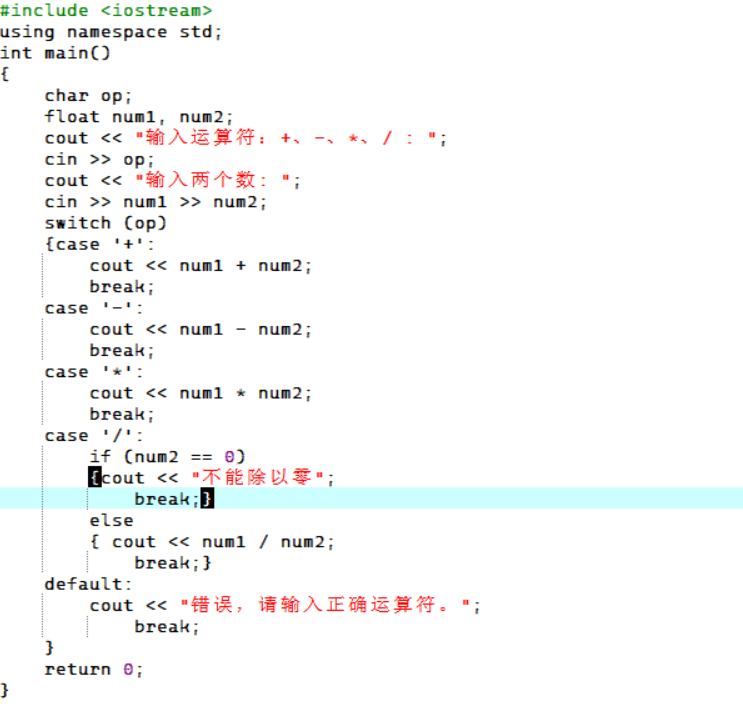 #include <iostream>
using namespace std;
int main()
{
    char op;
    float num1, num2;
    cout << "输入运算符：+、-、*、/ : ";
    cin >> op;
    cout << "输入两个数: ";
    cin >> num1 >> num2;
    switch (op)
    {case '+':
        cout << num1 + num2;
        break;
    case '-':
        cout << num1 - num2;
        break;
    case '*':
        cout << num1 * num2;
        break;
    case '/':
        if (num2 == 0)
        {cout << "不能除以零";
            break;}
        else
        { cout << num1 / num2;
            break;}
    default:
        cout << "错误，请输入正确运算符。";
            break;
    }
    return 0;
}